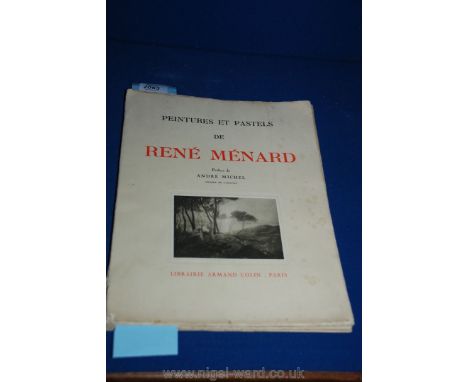 PEINTURES ET PASTELS
DE
RENÉ MÉNARD
Préface de
ANDRÉ MICHEL
LIBRAIRIE ARMAND COLIN - PARIS
www.nigel-ward.co.uk